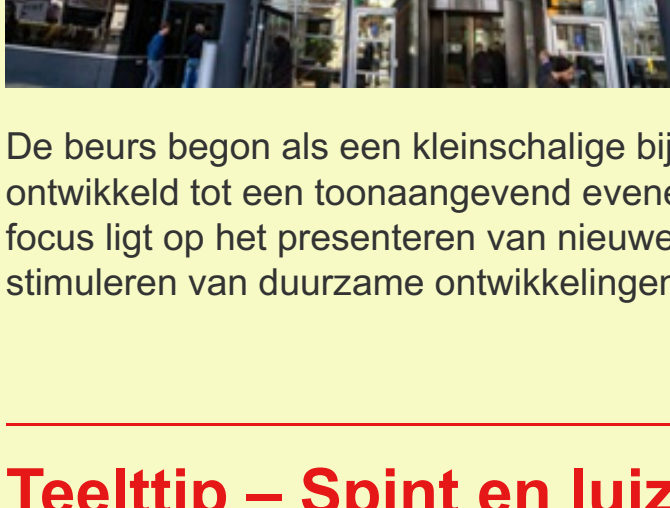 De beurs begon als een kleinschalige
ontwikkeld tot een toonaangevend
focus ligt op het presenteren van nieuwe
stimuleren van duurzame
Teelttip – Spint en